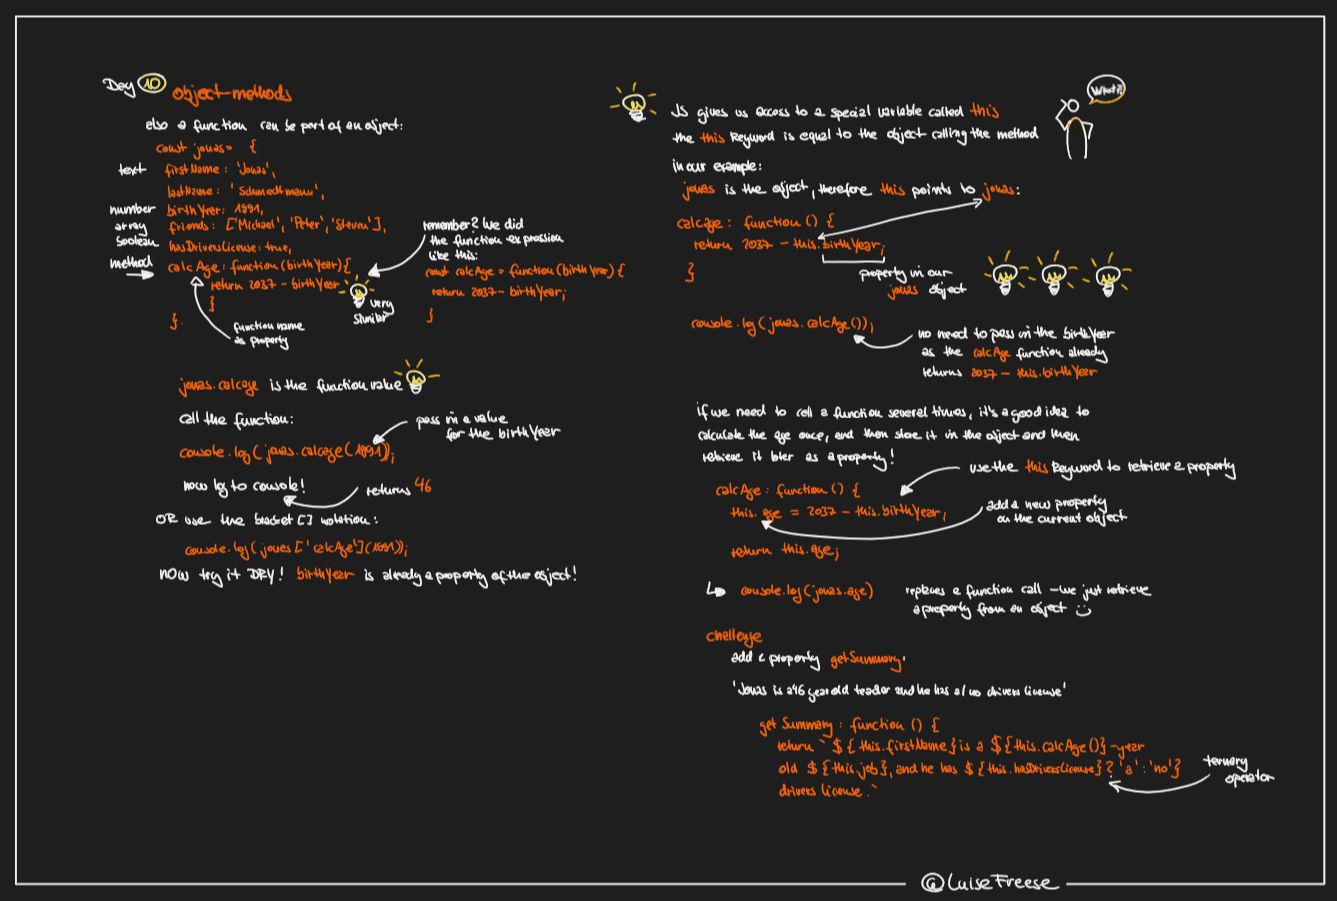 Day 10 object-methods
also a function can be part of an object:
const jonas = {
text firstName: 'Jonas',
lastName: 'Schmedtmann',
number birthYear: 1991,
array friends: ['Michael', 'Peter', 'Steven'],
boolean hasDriversLicense: true,
method calcAge: function(birthYear){
return 2037 - birthYear
}
}.
function name
as property
remember? We did
the function expression
like this:
const calcAge = function(birthYear) {
return 2037 - birthYear;
}
very
similar
jonas.calcAge is the function value
call the function:
console.log(jonas.calcAge(1991));
pass in a value
for the birthYear
now log to console!
returns 46
OR use the bracket [] notation:
console.log(jonas['calcAge'](1991));
NOW try it DRY! birthYear is already a property of the object!
JS gives us access to a special variable called this
the this keyword is equal to the object calling the method
What?!
in our example:
jonas is the object, therefore this points to jonas:
calcAge: function () {
return 2037 - this.birthYear;
}
property in our
jonas object
console.log(jonas.calcAge());
no need to pass in the birthYear
as the calcAge function already
returns 2037 - this.birthYear
if we need to call a function several times, it's a good idea to
calculate the age once, and then store it in the object and then
retrieve it later as a property!
use the this keyword to retrieve a property
calcAge: function () {
this.age = 2037 - this.birthYear;
add a new property
on the current object
return this.age;
console.log(jonas.age)
replaces a function call - we just retrieve
a property from an object
challenge
add a property getSummary.
'Jonas is a 46 year old teacher and he has a/no drivers license'
getSummary: function () {
return `${this.firstName} is a ${this.calcAge()}-year
old ${this.job}, and he has ${this.hasDriversLicense} ? 'a' : 'no'}
drivers license.`
ternary
operator
@LuiseFreese